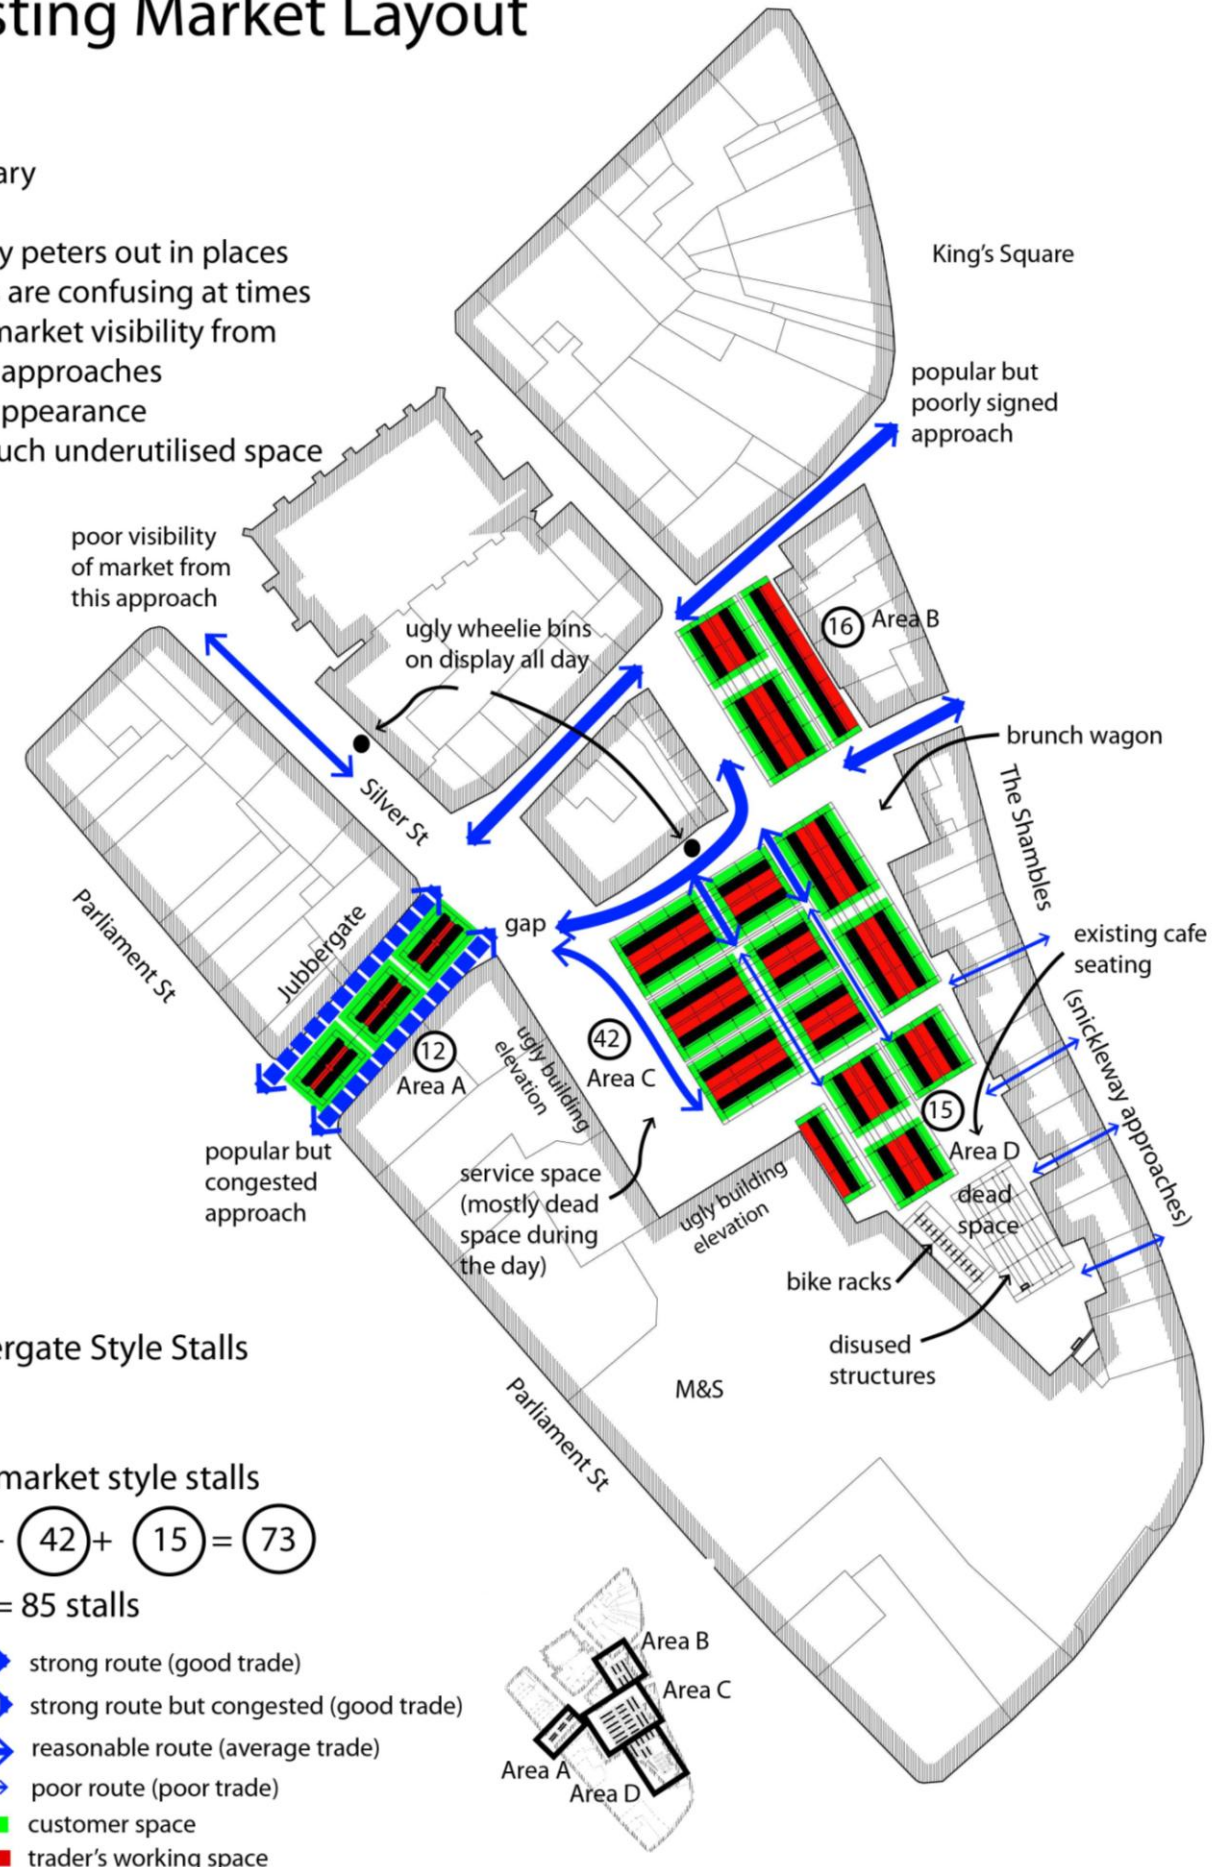 sting Market Layout
ary
y peters out in places
s are confusing at times
market visibility from
approaches
ppearance
uch underutilised space
King's Square
popular but
poorly signed
approach
poor visibility
of market from
this approach
ugly wheelie bins
on display all day
16 Area B
brunch wagon
Silver St
The Shambles
Parliament St
Jubbergate
gap
existing cafe
seating
(snickleway approaches)
12
Area A
ugly building
elevation
42
Area C
15
Area D
dead
space
popular but
congested
approach
service space
(mostly dead
space during
the day)
ugly building
elevation
bike racks
disused
structures
M&S
Parliament St
ergate Style Stalls
market style stalls
42 + 15 = 73
= 85 stalls
strong route (good trade)
strong route but congested (good trade)
reasonable route (average trade)
poor route (poor trade)
customer space
trader's working space
Area B
Area C
Area A
Area D